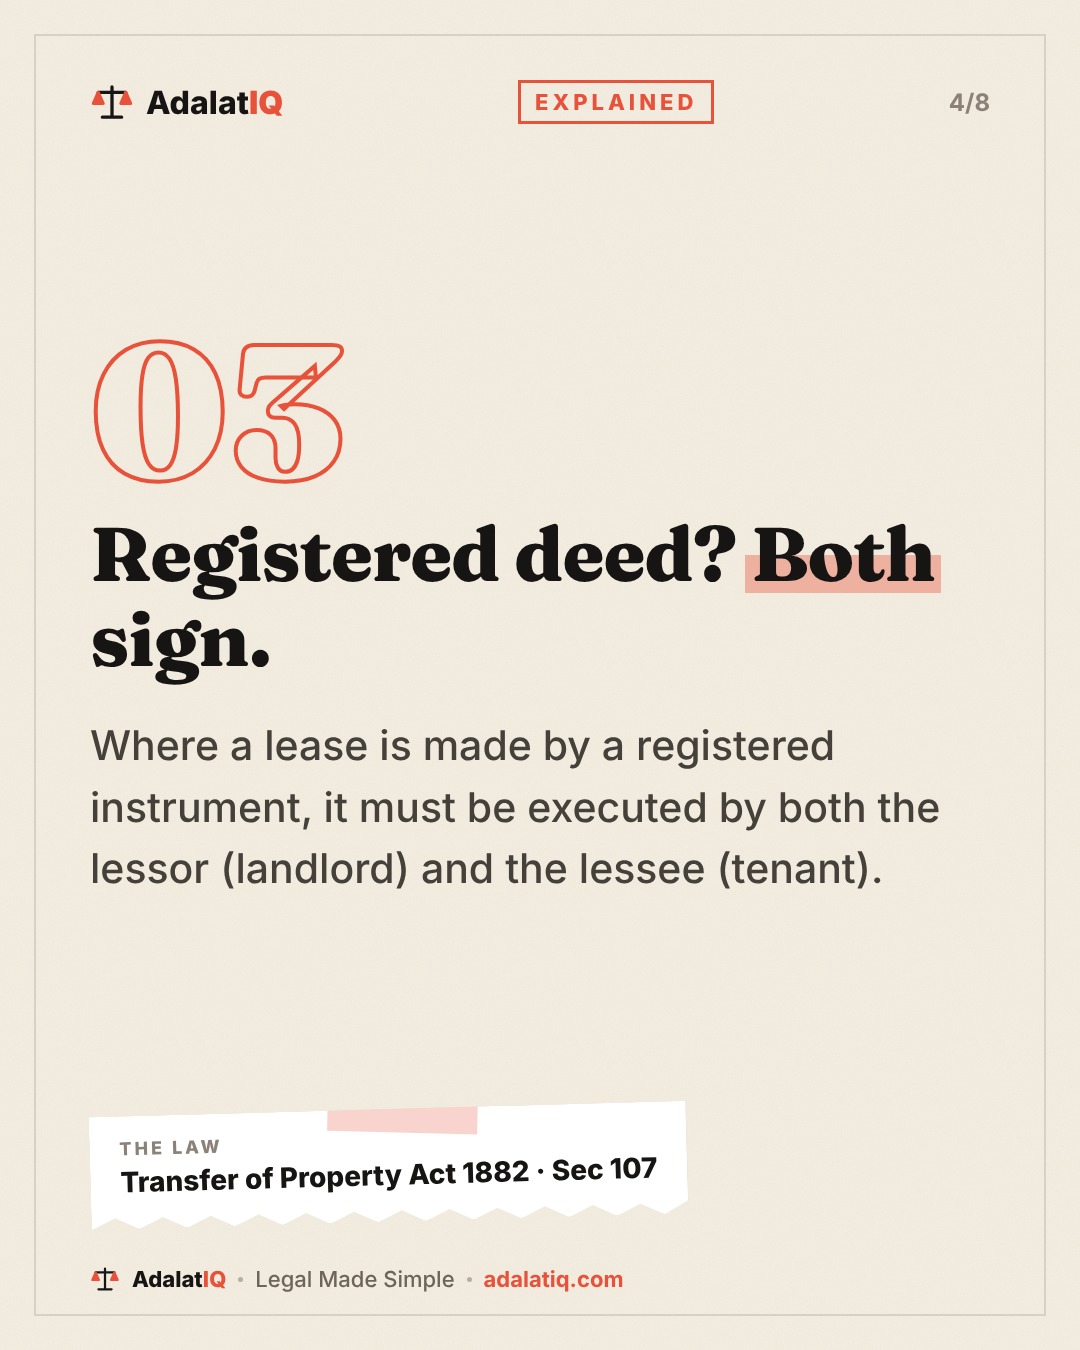 AdalatIQ
EXPLAINED
4/8
03
Registered deed? Both
sign.
Where a lease is made by a registered
instrument, it must be executed by both the
lessor (landlord) and the lessee (tenant).
THE LAW
Transfer of Property Act 1882 · Sec 107
AdalatIQ • Legal Made Simple • adalatiq.com